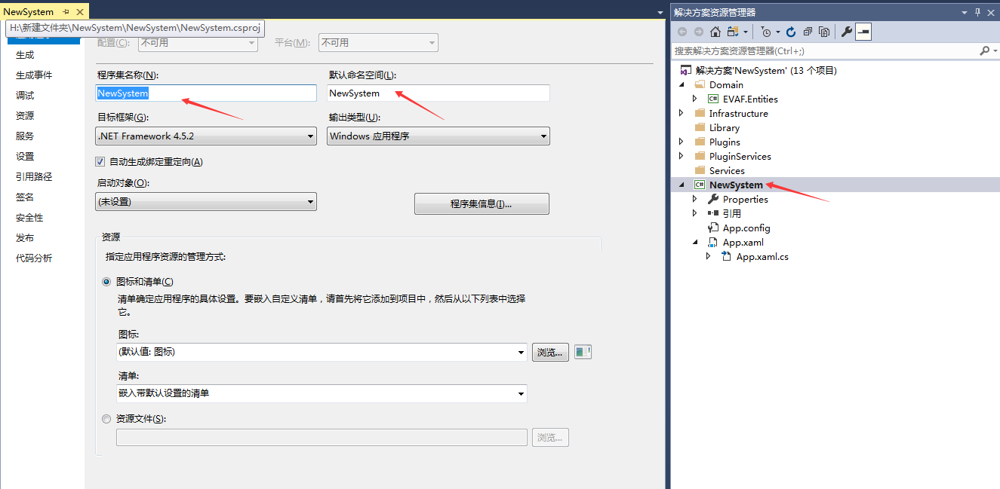 NewSystem
H:\新建文件夹\NewSystem\NewSystem\NewSystem.csproj
生成
生成事件
调试
资源
服务
设置
引用路径
签名
安全性
发布
代码分析
配置(C): 不可用 平台(M): 不可用
程序集名称(N): 默认命名空间(L):
NewSystem NewSystem
目标框架(G): 输出类型(U):
.NET Framework 4.5.2 Windows 应用程序
自动生成绑定重定向(A)
启动对象(O):
(未设置) 程序集信息(I)...
资源
指定应用程序资源的管理方式:
图标和清单(C)
清单确定应用程序的具体设置。要嵌入自定义清单，请首先将它添加到项目中，然后从以下列表中选择
它。
图标:
(默认值: 图标) 浏览...
清单:
嵌入带默认设置的清单
资源文件(S):
浏览...
解决方案资源管理器
搜索解决方案资源管理器(Ctrl+;)
解决方案'NewSystem' (13 个项目)
Domain
C# EVAF.Entities
Infrastructure
Library
Plugins
PluginServices
Services
C# NewSystem
Properties
引用
App.config
App.xaml
App.xaml.cs